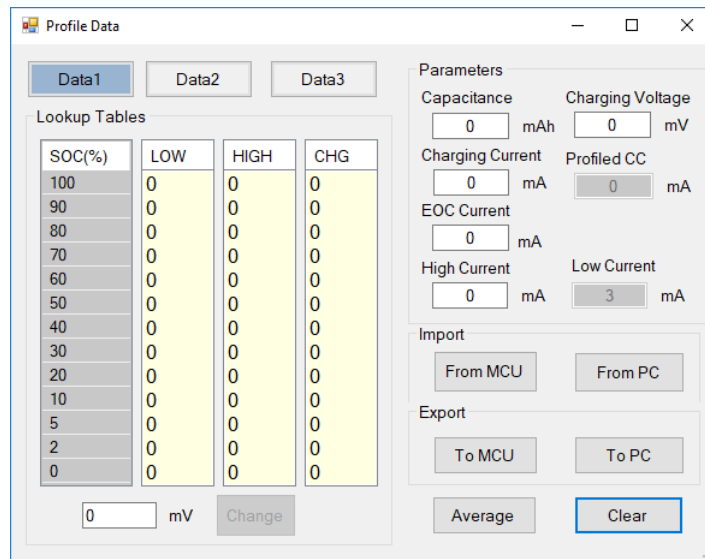 Profile Data
Data1 Data2 Data3
Lookup Tables
SOC(%) LOW HIGH CHG
100 0 0 0
90 0 0 0
80 0 0 0
70 0 0 0
60 0 0 0
50 0 0 0
40 0 0 0
30 0 0 0
20 0 0 0
10 0 0 0
5 0 0 0
2 0 0 0
0 0 0 0
0 mV Change
Parameters
Capacitance Charging Voltage
0 mAh 0 mV
Charging Current Profiled CC
0 mA 0 mA
EOC Current
0 mA
High Current Low Current
0 mA 3 mA
Import
From MCU From PC
Export
To MCU To PC
Average Clear